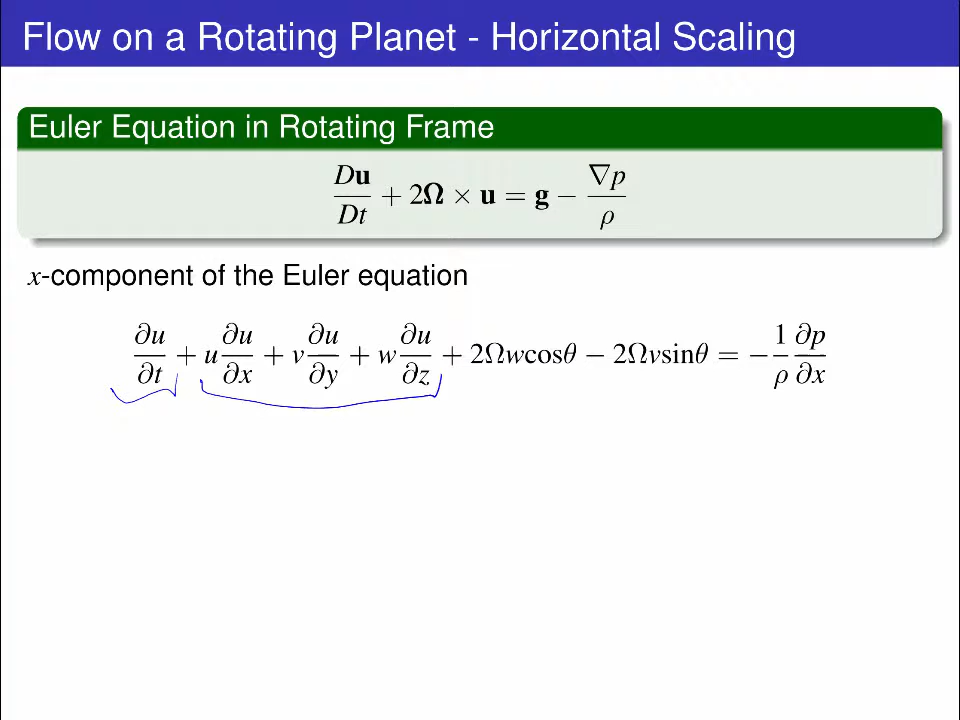 Flow on a Rotating Planet - Horizontal Scaling
Euler Equation in Rotating Frame
Du/Dt + 2Ω × u = g − ∇p/ρ
x-component of the Euler equation
∂u/∂t + u ∂u/∂x + v ∂u/∂y + w ∂u/∂z + 2Ωwcosθ − 2Ωvsinθ = − 1/ρ ∂p/∂x